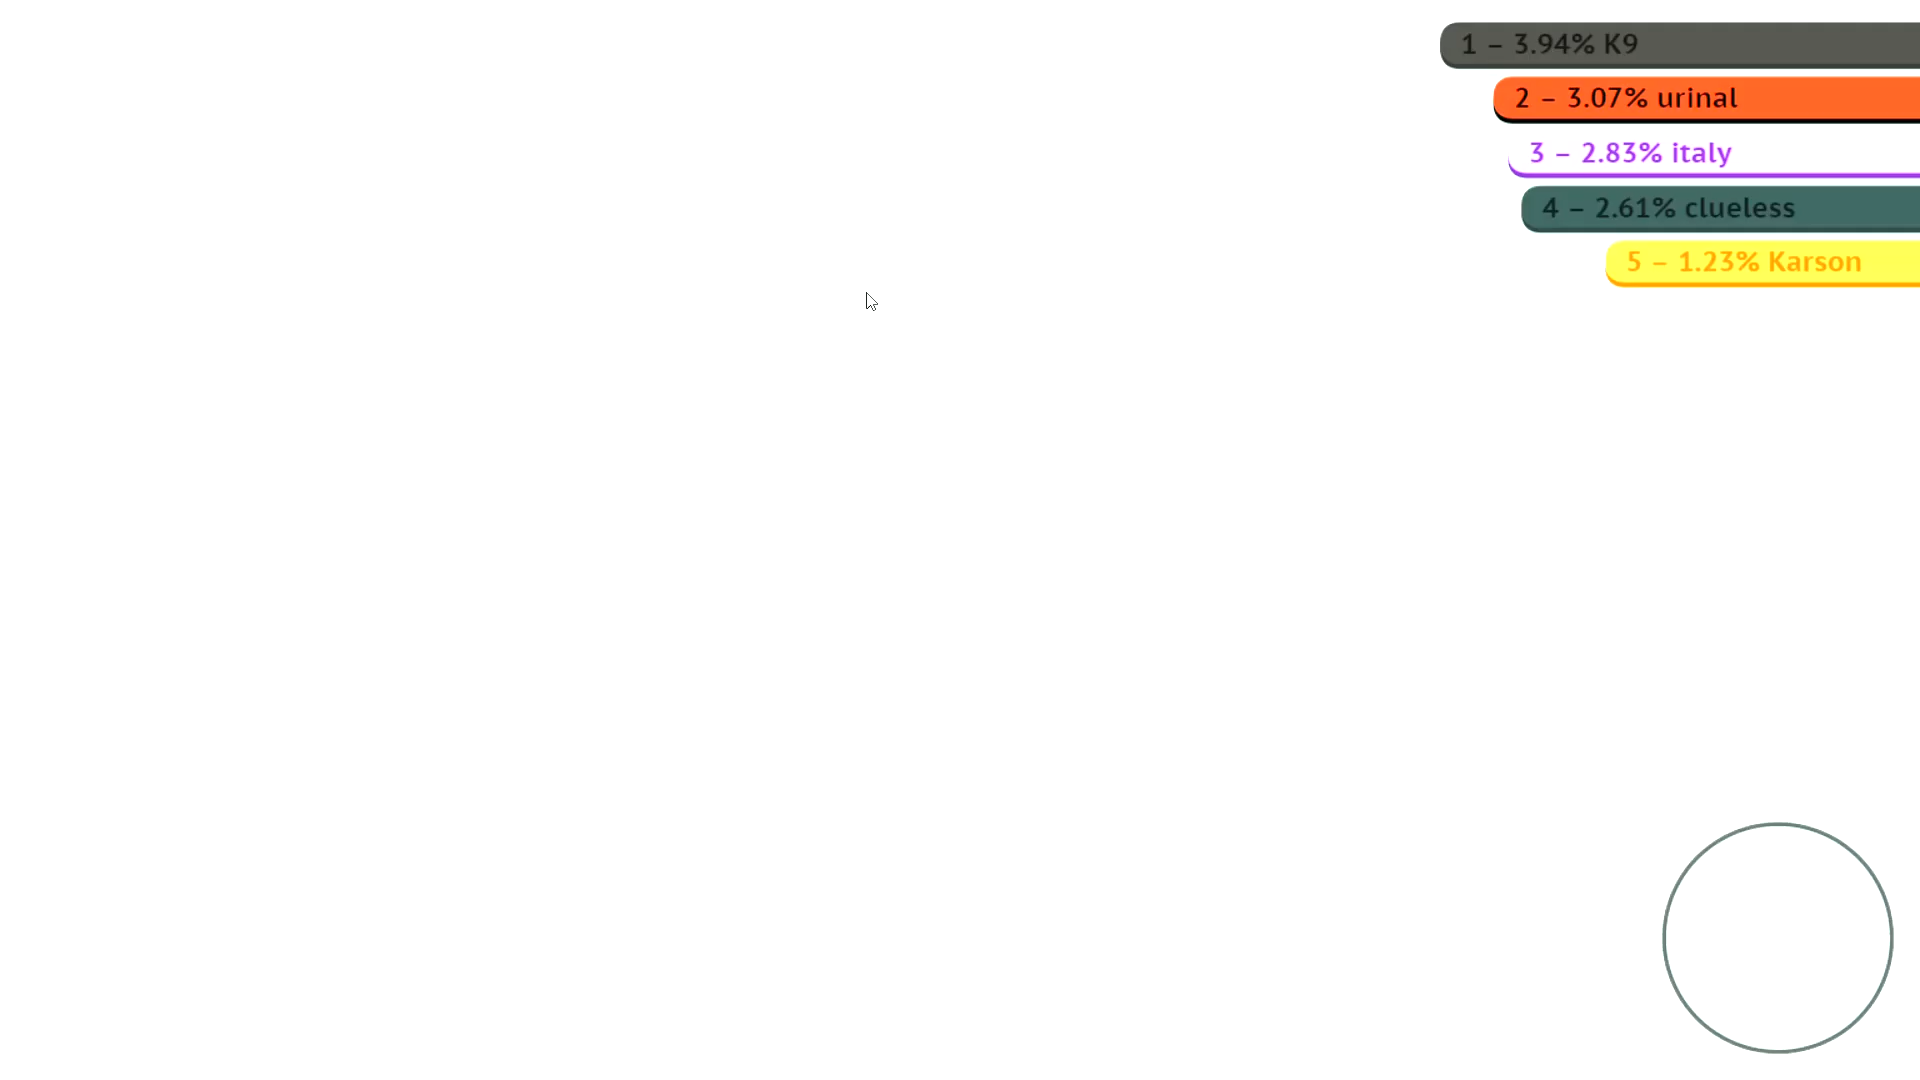 1 – 3.94% K9
2 – 3.07% urinal
3 – 2.83% italy
4 – 2.61% clueless
5 – 1.23% Karson